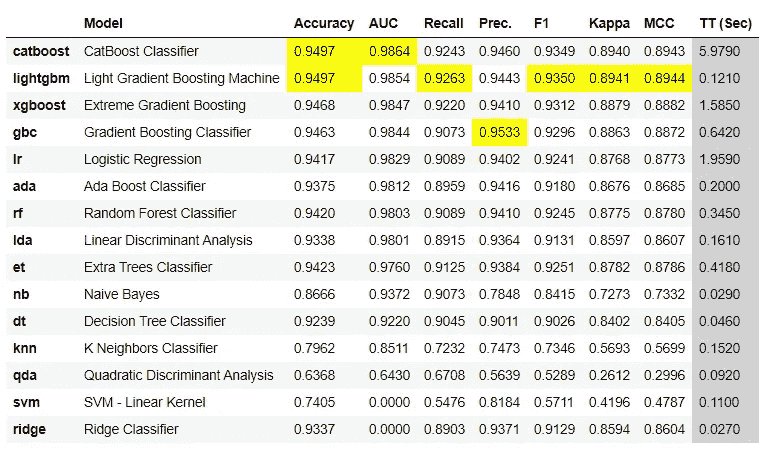 Model Accuracy AUC Recall Prec. F1 Kappa MCC TT (Sec)
catboost CatBoost Classifier 0.9497 0.9864 0.9243 0.9460 0.9349 0.8940 0.8943 5.9790
lightgbm Light Gradient Boosting Machine 0.9497 0.9854 0.9263 0.9443 0.9350 0.8941 0.8944 0.1210
xgboost Extreme Gradient Boosting 0.9468 0.9847 0.9220 0.9410 0.9312 0.8879 0.8882 1.5850
gbc Gradient Boosting Classifier 0.9463 0.9844 0.9073 0.9533 0.9296 0.8863 0.8872 0.6420
lr Logistic Regression 0.9417 0.9829 0.9089 0.9402 0.9241 0.8768 0.8773 1.9590
ada Ada Boost Classifier 0.9375 0.9812 0.8959 0.9416 0.9180 0.8676 0.8685 0.2000
rf Random Forest Classifier 0.9420 0.9803 0.9089 0.9410 0.9245 0.8775 0.8780 0.3450
lda Linear Discriminant Analysis 0.9338 0.9801 0.8915 0.9364 0.9131 0.8597 0.8607 0.1610
et Extra Trees Classifier 0.9423 0.9760 0.9125 0.9384 0.9251 0.8782 0.8786 0.4180
nb Naive Bayes 0.8666 0.9372 0.9073 0.7848 0.8415 0.7273 0.7332 0.0290
dt Decision Tree Classifier 0.9239 0.9220 0.9045 0.9011 0.9026 0.8402 0.8405 0.0460
knn K Neighbors Classifier 0.7962 0.8511 0.7232 0.7473 0.7346 0.5693 0.5699 0.1520
qda Quadratic Discriminant Analysis 0.6368 0.6430 0.6708 0.5639 0.5289 0.2612 0.2996 0.0920
svm SVM - Linear Kernel 0.7405 0.0000 0.5476 0.8184 0.5711 0.4196 0.4787 0.1100
ridge Ridge Classifier 0.9337 0.0000 0.8903 0.9371 0.9129 0.8594 0.8604 0.0270